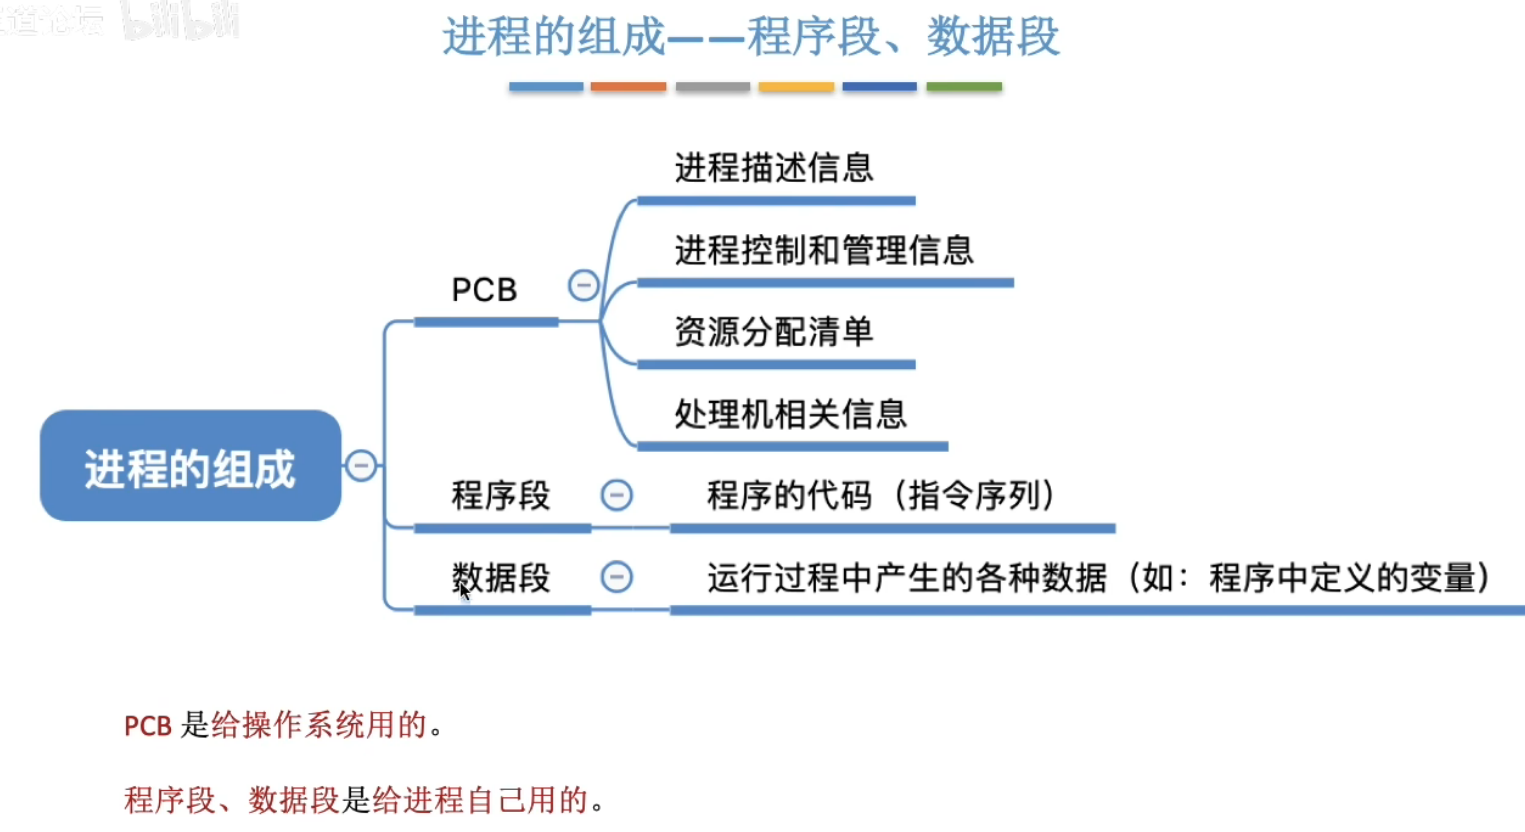 道论坛 bilibili
进程的组成——程序段、数据段
进程描述信息
进程控制和管理信息
PCB
资源分配清单
处理机相关信息
进程的组成
程序段 程序的代码（指令序列）
数据段 运行过程中产生的各种数据（如：程序中定义的变量）
PCB 是给操作系统用的。
程序段、数据段是给进程自己用的。